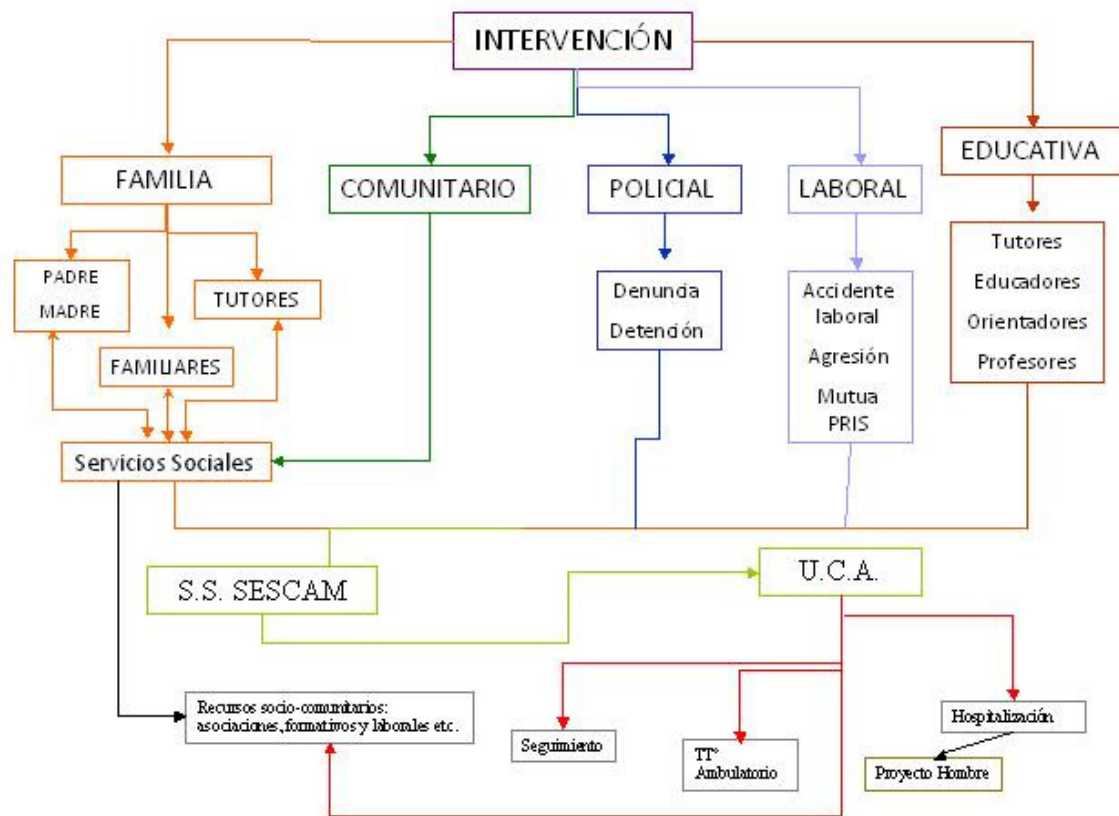 INTERVENCIÓN
FAMILIA
COMUNITARIO
POLICIAL
LABORAL
EDUCATIVA
PADRE
MADRE
TUTORES
FAMILIARES
Denuncia
Detención
Accidente
laboral
Agresión
Mutua
PRIS
Tutores
Educadores
Orientadores
Profesores
Servicios Sociales
S.S. SESCAM
U.C.A.
Recursos socio-comunitarios:
asociaciones, formativos y laborales etc.
Seguimiento
TTº
Ambulatorio
Hospitalización
Proyecto Hombre